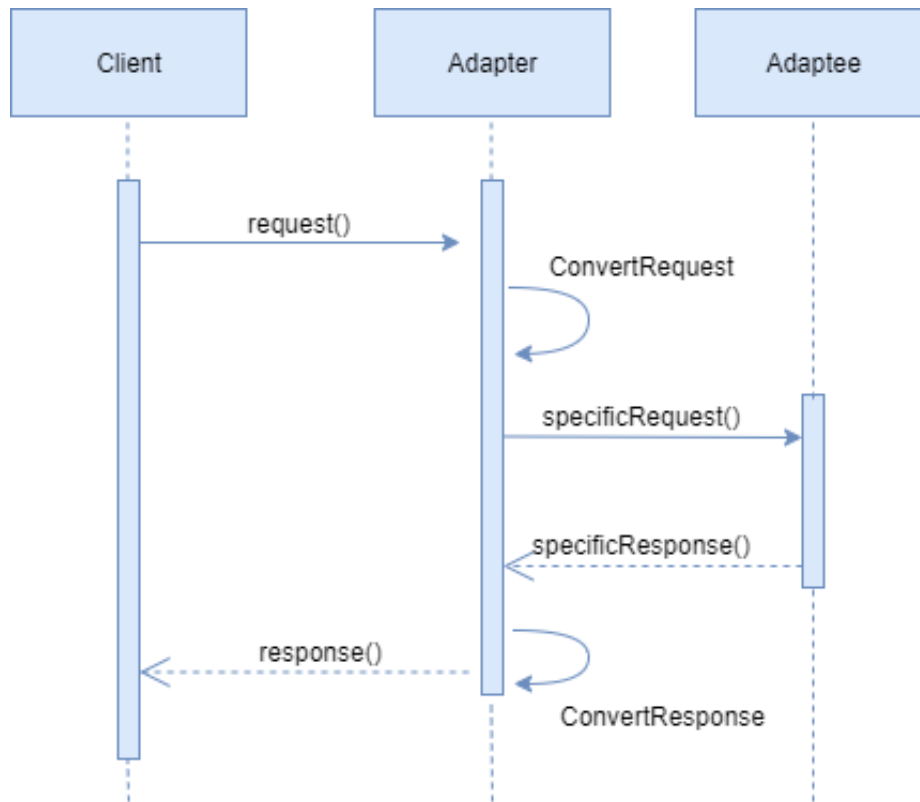 Client
Adapter
Adaptee
request()
ConvertRequest
specificRequest()
specificResponse()
response()
ConvertResponse